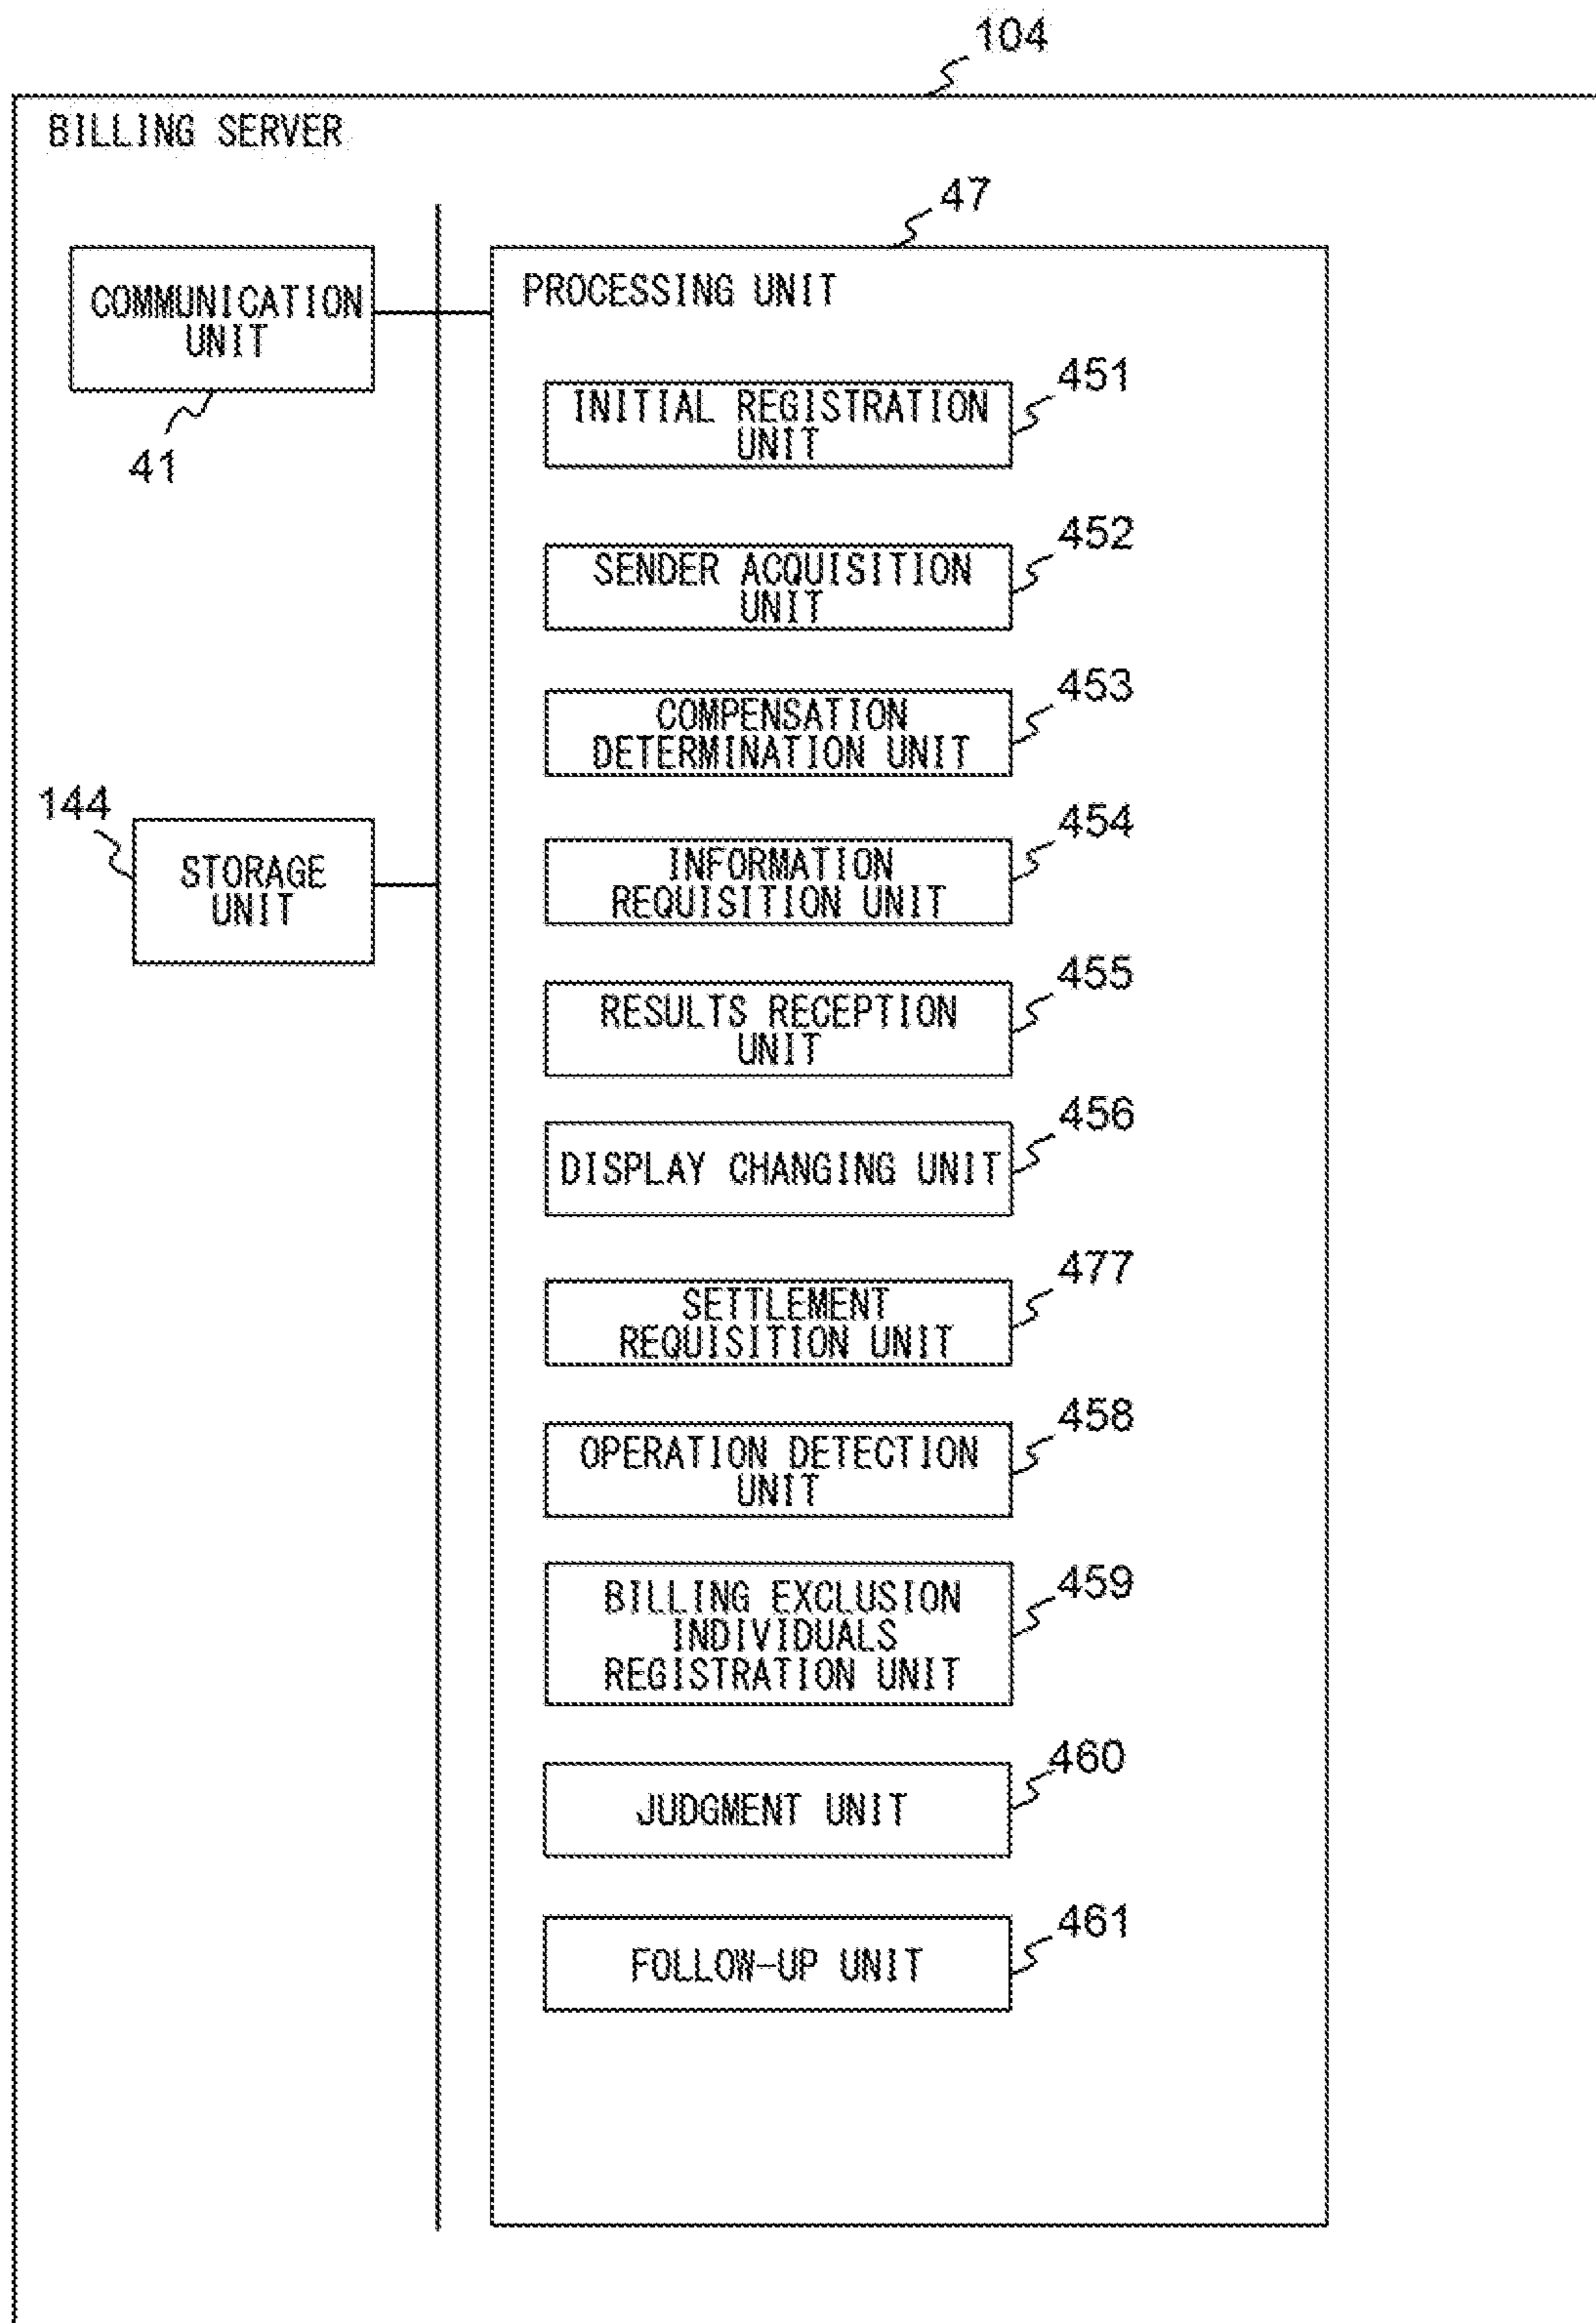 104
BILLING SERVER
47
COMMUNICATION
UNIT
41
PROCESSING UNIT
INITIAL REGISTRATION
UNIT
451
SENDER ACQUISITION
UNIT
452
COMPENSATION
DETERMINATION UNIT
453
144
STORAGE
UNIT
INFORMATION
REQUISITION UNIT
454
RESULTS RECEPTION
UNIT
455
DISPLAY CHANGING UNIT
456
SETTLEMENT
REQUISITION UNIT
477
OPERATION DETECTION
UNIT
458
BILLING EXCLUSION
INDIVIDUALS
REGISTRATION UNIT
459
JUDGMENT UNIT
460
FOLLOW-UP UNIT
461